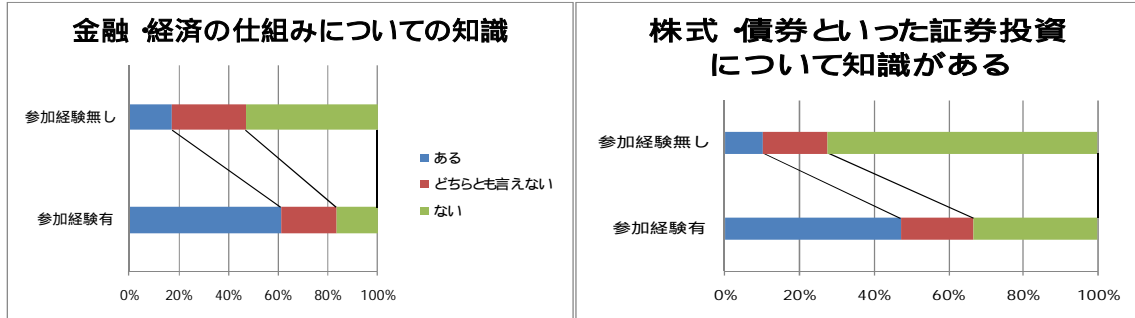 金融・経済の仕組みについての知識
参加経験無し
参加経験有
0% 20% 40% 60% 80% 100%
ある
どちらとも言えない
ない
株式・債券といった証券投資
について知識がある
参加経験無し
参加経験有
0% 20% 40% 60% 80% 100%